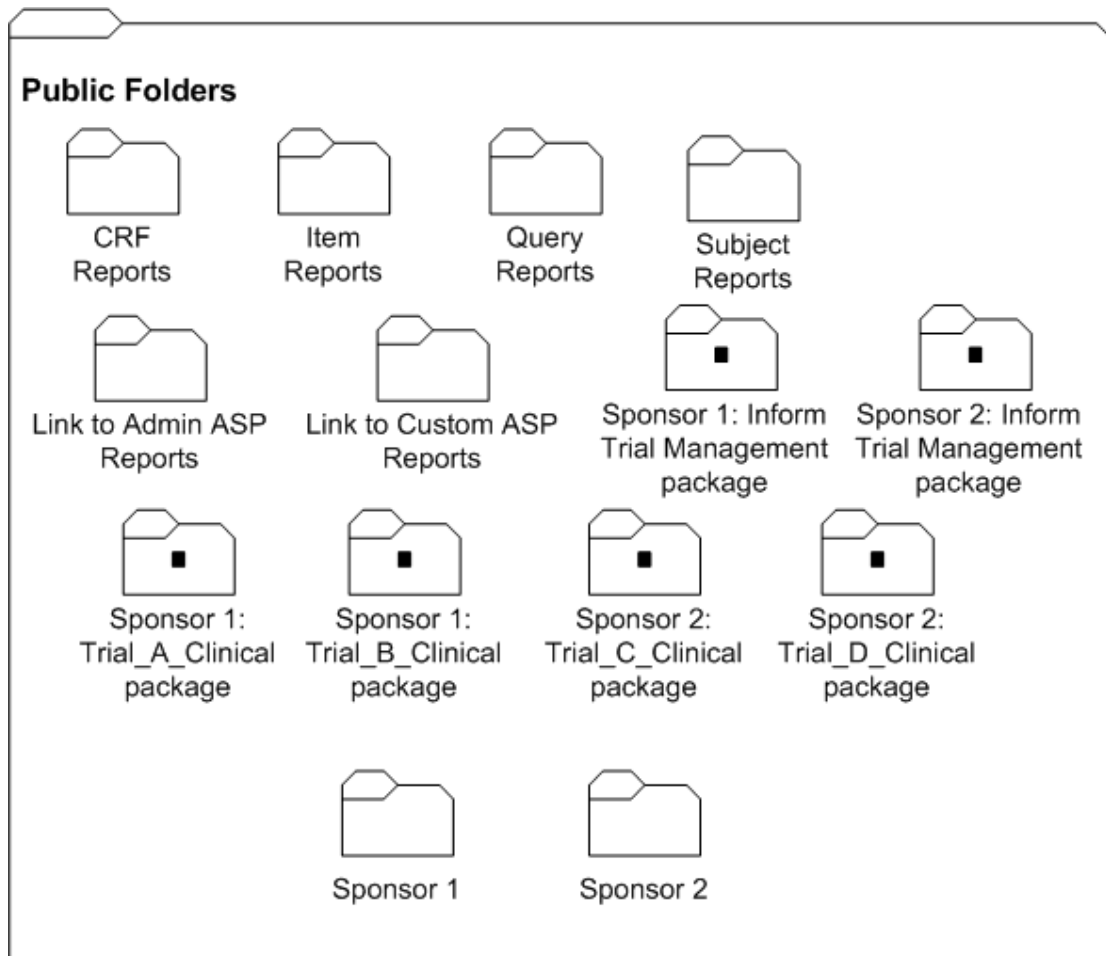 Public Folders
CRF
Reports
Item
Reports
Query
Reports
Subject
Reports
Link to Admin ASP
Reports
Link to Custom ASP
Reports
Sponsor 1: Inform
Trial Management
package
Sponsor 2: Inform
Trial Management
package
Sponsor 1:
Trial_A_Clinical
package
Sponsor 1:
Trial_B_Clinical
package
Sponsor 2:
Trial_C_Clinical
package
Sponsor 2:
Trial_D_Clinical
package
Sponsor 1
Sponsor 2